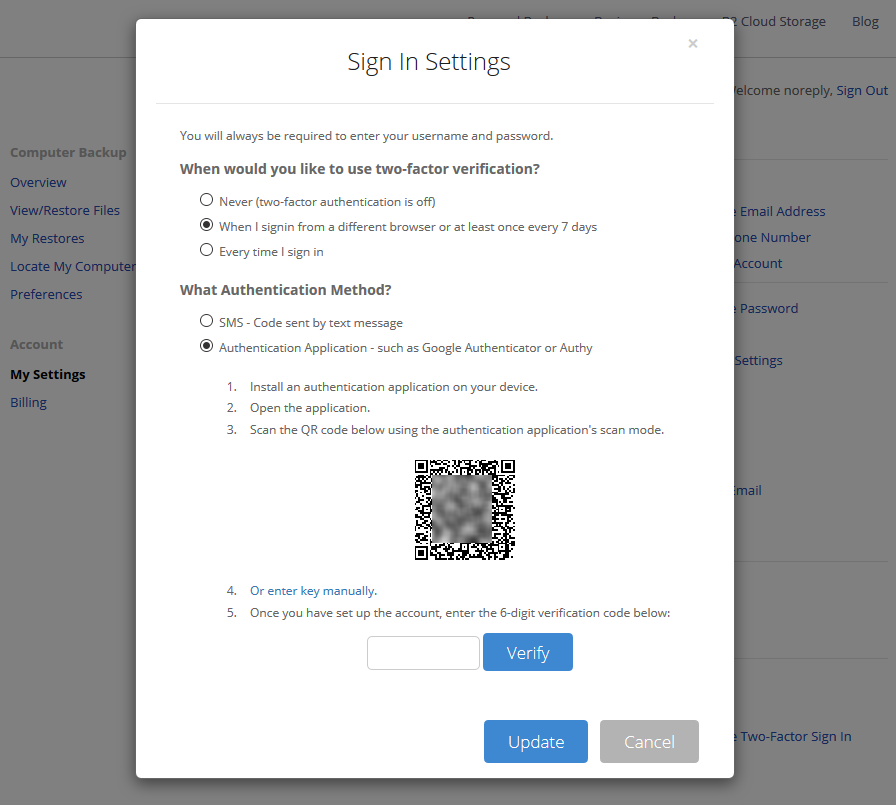 Cloud Storage
Blog
noreply, Sign Out
Sign In Settings
×
You will always be required to enter your username and password.
When would you like to use two-factor verification?
Never (two-factor authentication is off)
When I signin from a different browser or at least once every 7 days
Every time I sign in
What Authentication Method?
SMS - Code sent by text message
Authentication Application - such as Google Authenticator or Authy
1. Install an authentication application on your device.
2. Open the application.
3. Scan the QR code below using the authentication application's scan mode.
4. Or enter key manually.
5. Once you have set up the account, enter the 6-digit verification code below:
Verify
Update
Cancel
Computer Backup
Overview
View/Restore Files
My Restores
Locate My Computer
Preferences
Account
My Settings
Billing
Email Address
Number
Account
Password
Settings
Two-Factor Sign In